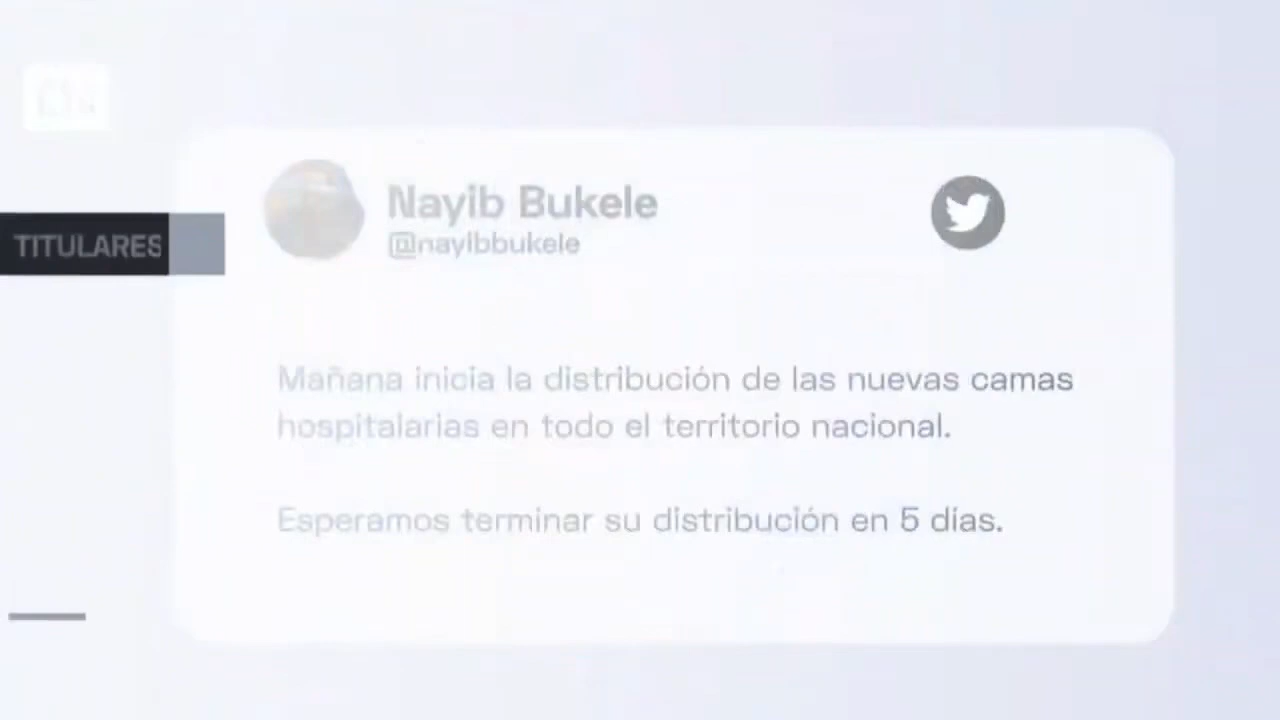 TITULARES
Nayib Bukele
@nayibbukele
Mañana inicia la distribución de las nuevas camas
hospitalarias en todo el territorio nacional.
Esperamos terminar su distribución en 5 días.